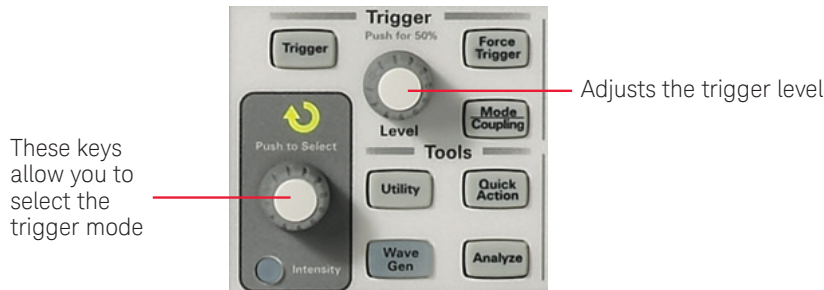 Trigger
Push for 50%
Trigger
Force
Trigger
Adjusts the trigger level
Level
Mode
Coupling
Push to Select
Tools
These keys
allow you to
select the
trigger mode
Utility
Quick
Action
Intensity
Wave
Gen
Analyze